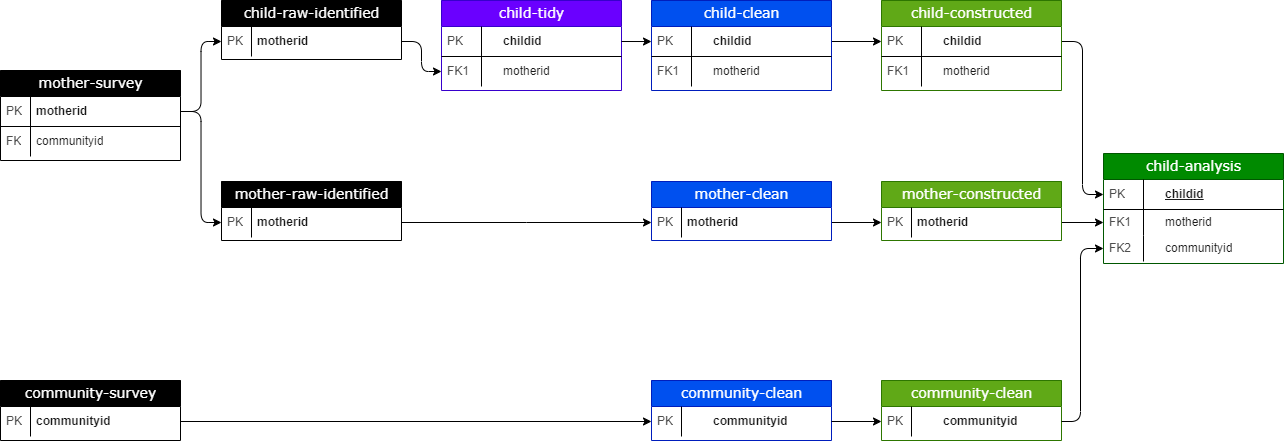 child-raw-identified
PK motherid
child-tidy
PK childid
FK1 motherid
child-clean
PK childid
FK1 motherid
child-constructed
PK childid
FK1 motherid
mother-survey
PK motherid
FK communityid
mother-raw-identified
PK motherid
mother-clean
PK motherid
mother-constructed
PK motherid
child-analysis
PK childid
FK1 motherid
FK2 communityid
community-survey
PK communityid
community-clean
PK communityid
community-clean
PK communityid